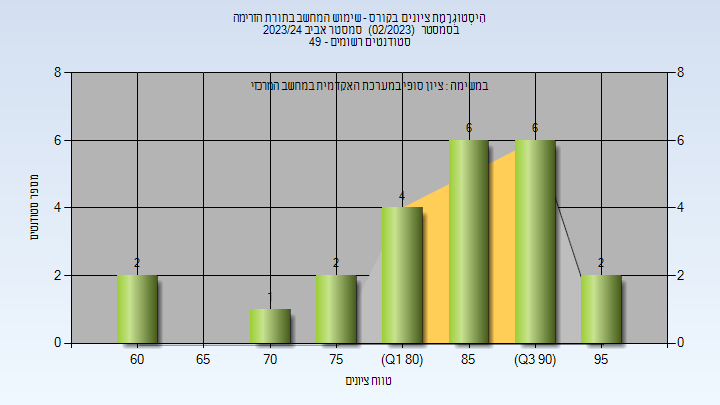 היסטוגרמת ציונים בקורס - שימוש המחשב בתורת הזרימה
בסמסטר (02/2023) סמסטר אביב 2023/24
סטודנטים רשומים - 49
במשימה : ציון סופי במערכת האקדמית במחשב המרכזי
8 8
6 6
4 4
2 2
0 0
2 1 2 4 6 6 2
מספר סטודנטים
60 65 70 75 (Q1 80) 85 (Q3 90) 95
טווח ציונים